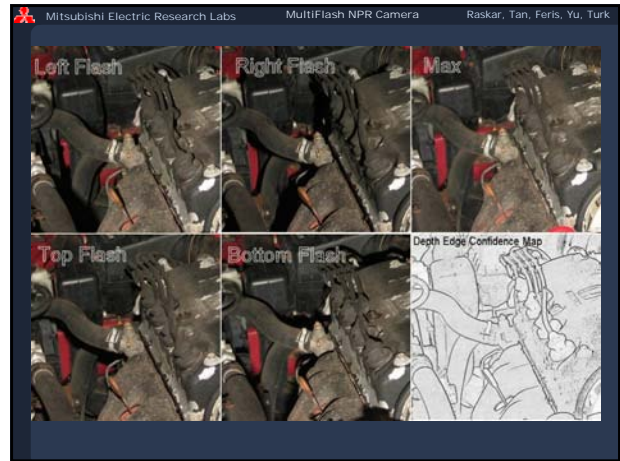 Mitsubishi Electric Research Labs MultiFlash NPR Camera Raskar, Tan, Feris, Yu, Turk
Left Flash Right Flash Max
Top Flash Bottom Flash Depth Edge Confidence Map